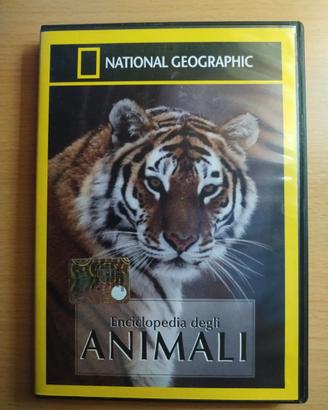 NATIONAL GEOGRAPHIC
Enciclopedia degli
ANIMALI